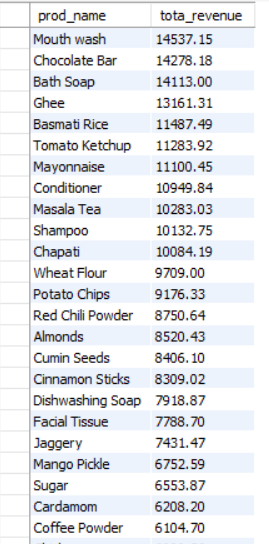 prod_name tota_revenue
Mouth wash 14537.15
Chocolate Bar 14278.18
Bath Soap 14113.00
Ghee 13161.31
Basmati Rice 11487.49
Tomato Ketchup 11283.92
Mayonnaise 11100.45
Conditioner 10949.84
Masala Tea 10283.03
Shampoo 10132.75
Chapati 10084.19
Wheat Flour 9709.00
Potato Chips 9176.33
Red Chili Powder 8750.64
Almonds 8520.43
Cumin Seeds 8406.10
Cinnamon Sticks 8309.02
Dishwashing Soap 7918.87
Facial Tissue 7788.70
Jaggery 7431.47
Mango Pickle 6752.59
Sugar 6553.87
Cardamom 6208.20
Coffee Powder 6104.70